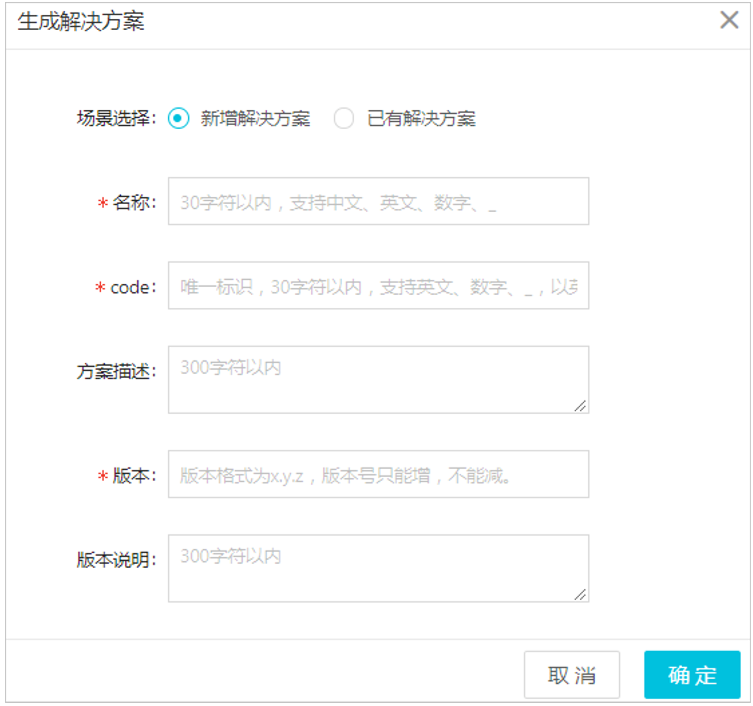 生成解决方案
场景选择: 新增解决方案 已有解决方案
* 名称: 30字符以内，支持中文、英文、数字、_
* code: 唯一标识，30字符以内，支持英文、数字、_，以
方案描述: 300字符以内
* 版本: 版本格式为x.y.z，版本号只能增，不能减。
版本说明: 300字符以内
取消 确定